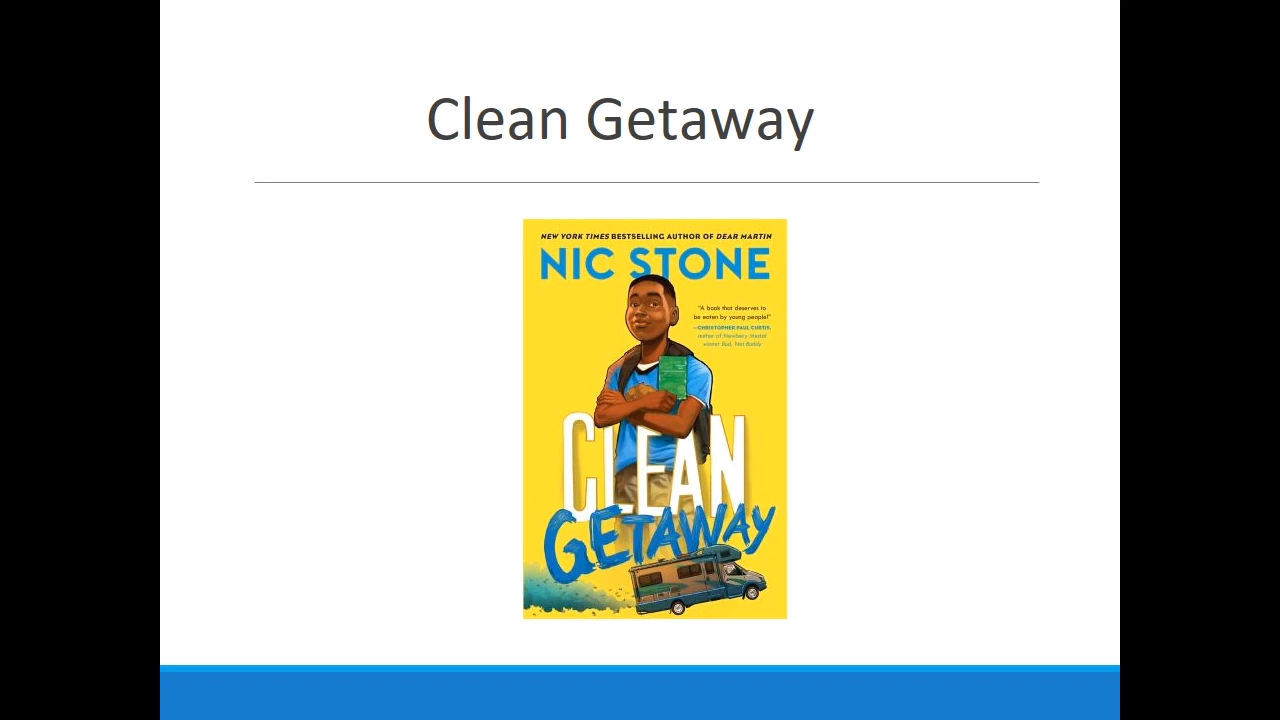 Clean Getaway
NEW YORK TIMES BESTSELLING AUTHOR OF DEAR MARTIN
NIC STONE
"A book that deserves to
be eaten by young people!"
—CHRISTOPHER PAUL CURTIS,
author of Newbery Medal
winner Bud, Not Buddy
CLEAN
GETAWAY